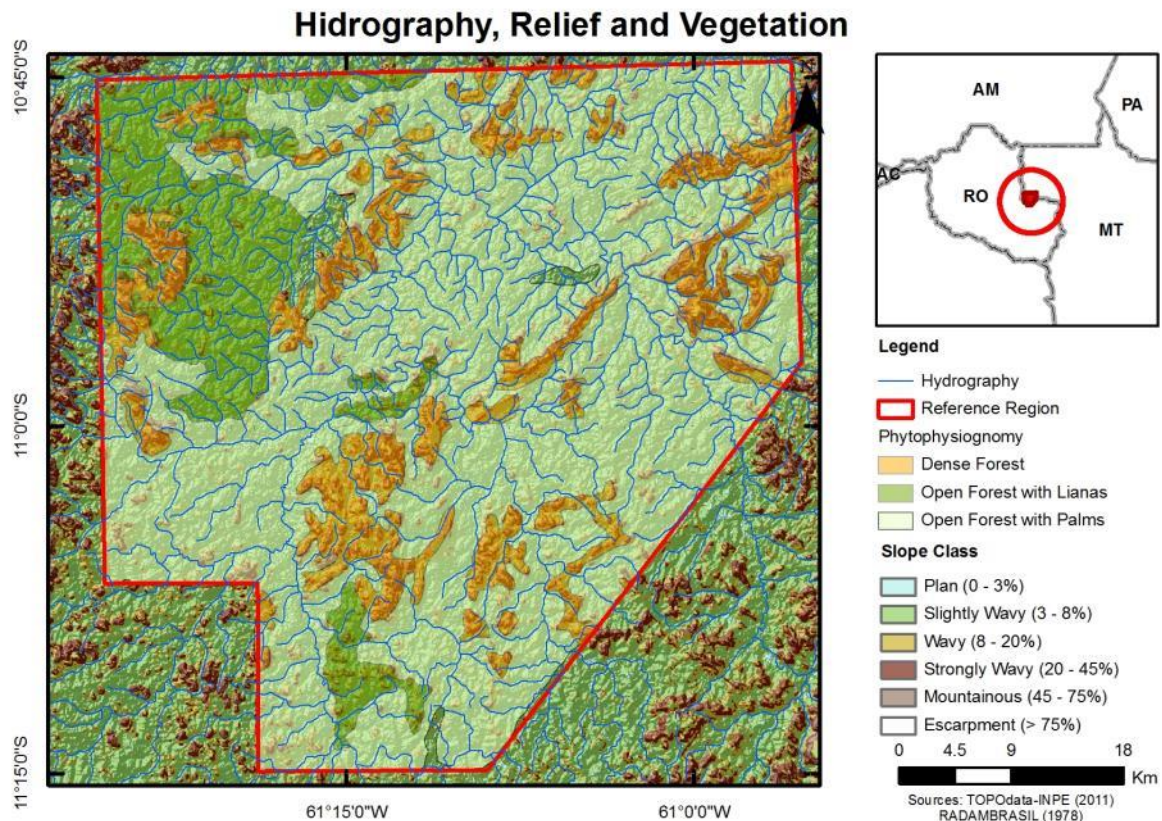 Hidrography, Relief and Vegetation
10°45'0"S
11°0'0"S
11°15'0"S
61°15'0"W
61°0'0"W
AM
PA
AC
RO
MT
Legend
Hydrography
Reference Region
Phytophysiognomy
Dense Forest
Open Forest with Lianas
Open Forest with Palms
Slope Class
Plan (0 - 3%)
Slightly Wavy (3 - 8%)
Wavy (8 - 20%)
Strongly Wavy (20 - 45%)
Mountainous (45 - 75%)
Escarpment (> 75%)
0 4.5 9 18
Km
Sources: TOPOdata-INPE (2011)
RADAMBRASIL (1978)